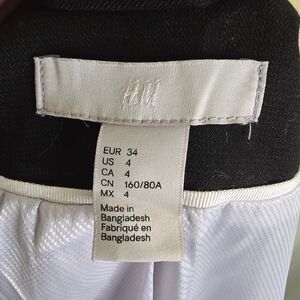 H&M
EUR 34
US 4
CA 4
CN 160/80A
MX 4
Made in
Bangladesh
Fabriqué en
Bangladesh